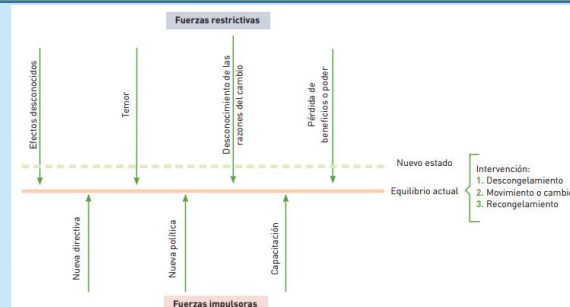 Fuerzas restrictivas
Efectos desconocidos
Temor
Desconocimiento de las
razones del cambio
Pérdida de
beneficios o poder
Nuevo estado
Equilibrio actual
Intervención:
1. Descongelamiento
2. Movimiento o cambio
3. Recongelamiento
Nueva directiva
Nueva política
Capacitación
Fuerzas impulsoras